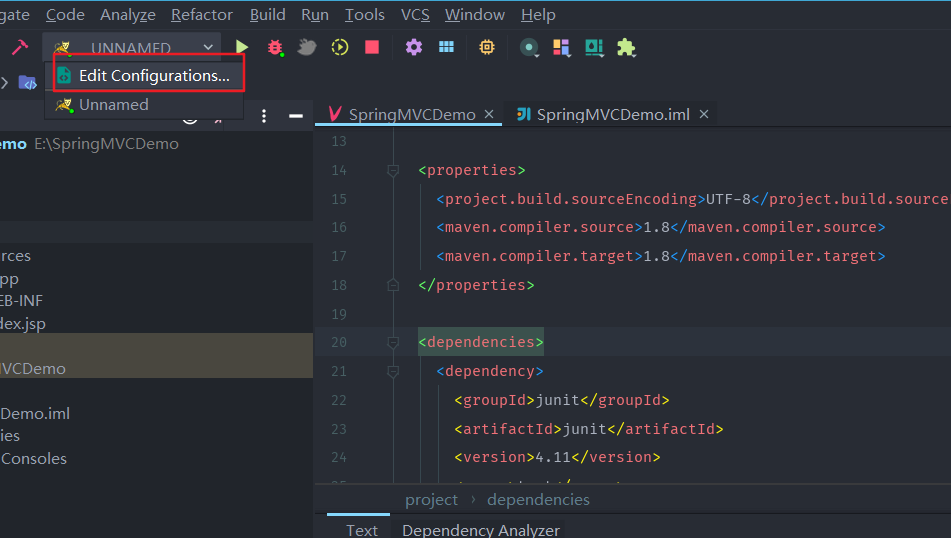 gate Code Analyze Refactor Build Run Tools VCS Window Help
UNNAMED
Edit Configurations...
Unnamed
SpringMVCDemo
SpringMVCDemo.iml
emo E:\SpringMVCDemo
rces
pp
EB-INF
dex.jsp
MVCDemo
Demo.iml
ies
Consoles
13
14 <properties>
15 <project.build.sourceEncoding>UTF-8</project.build.source
16 <maven.compiler.source>1.8</maven.compiler.source>
17 <maven.compiler.target>1.8</maven.compiler.target>
18 </properties>
19
20 <dependencies>
21 <dependency>
22 <groupId>junit</groupId>
23 <artifactId>junit</artifactId>
24 <version>4.11</version>
project › dependencies
Text Dependency Analyzer